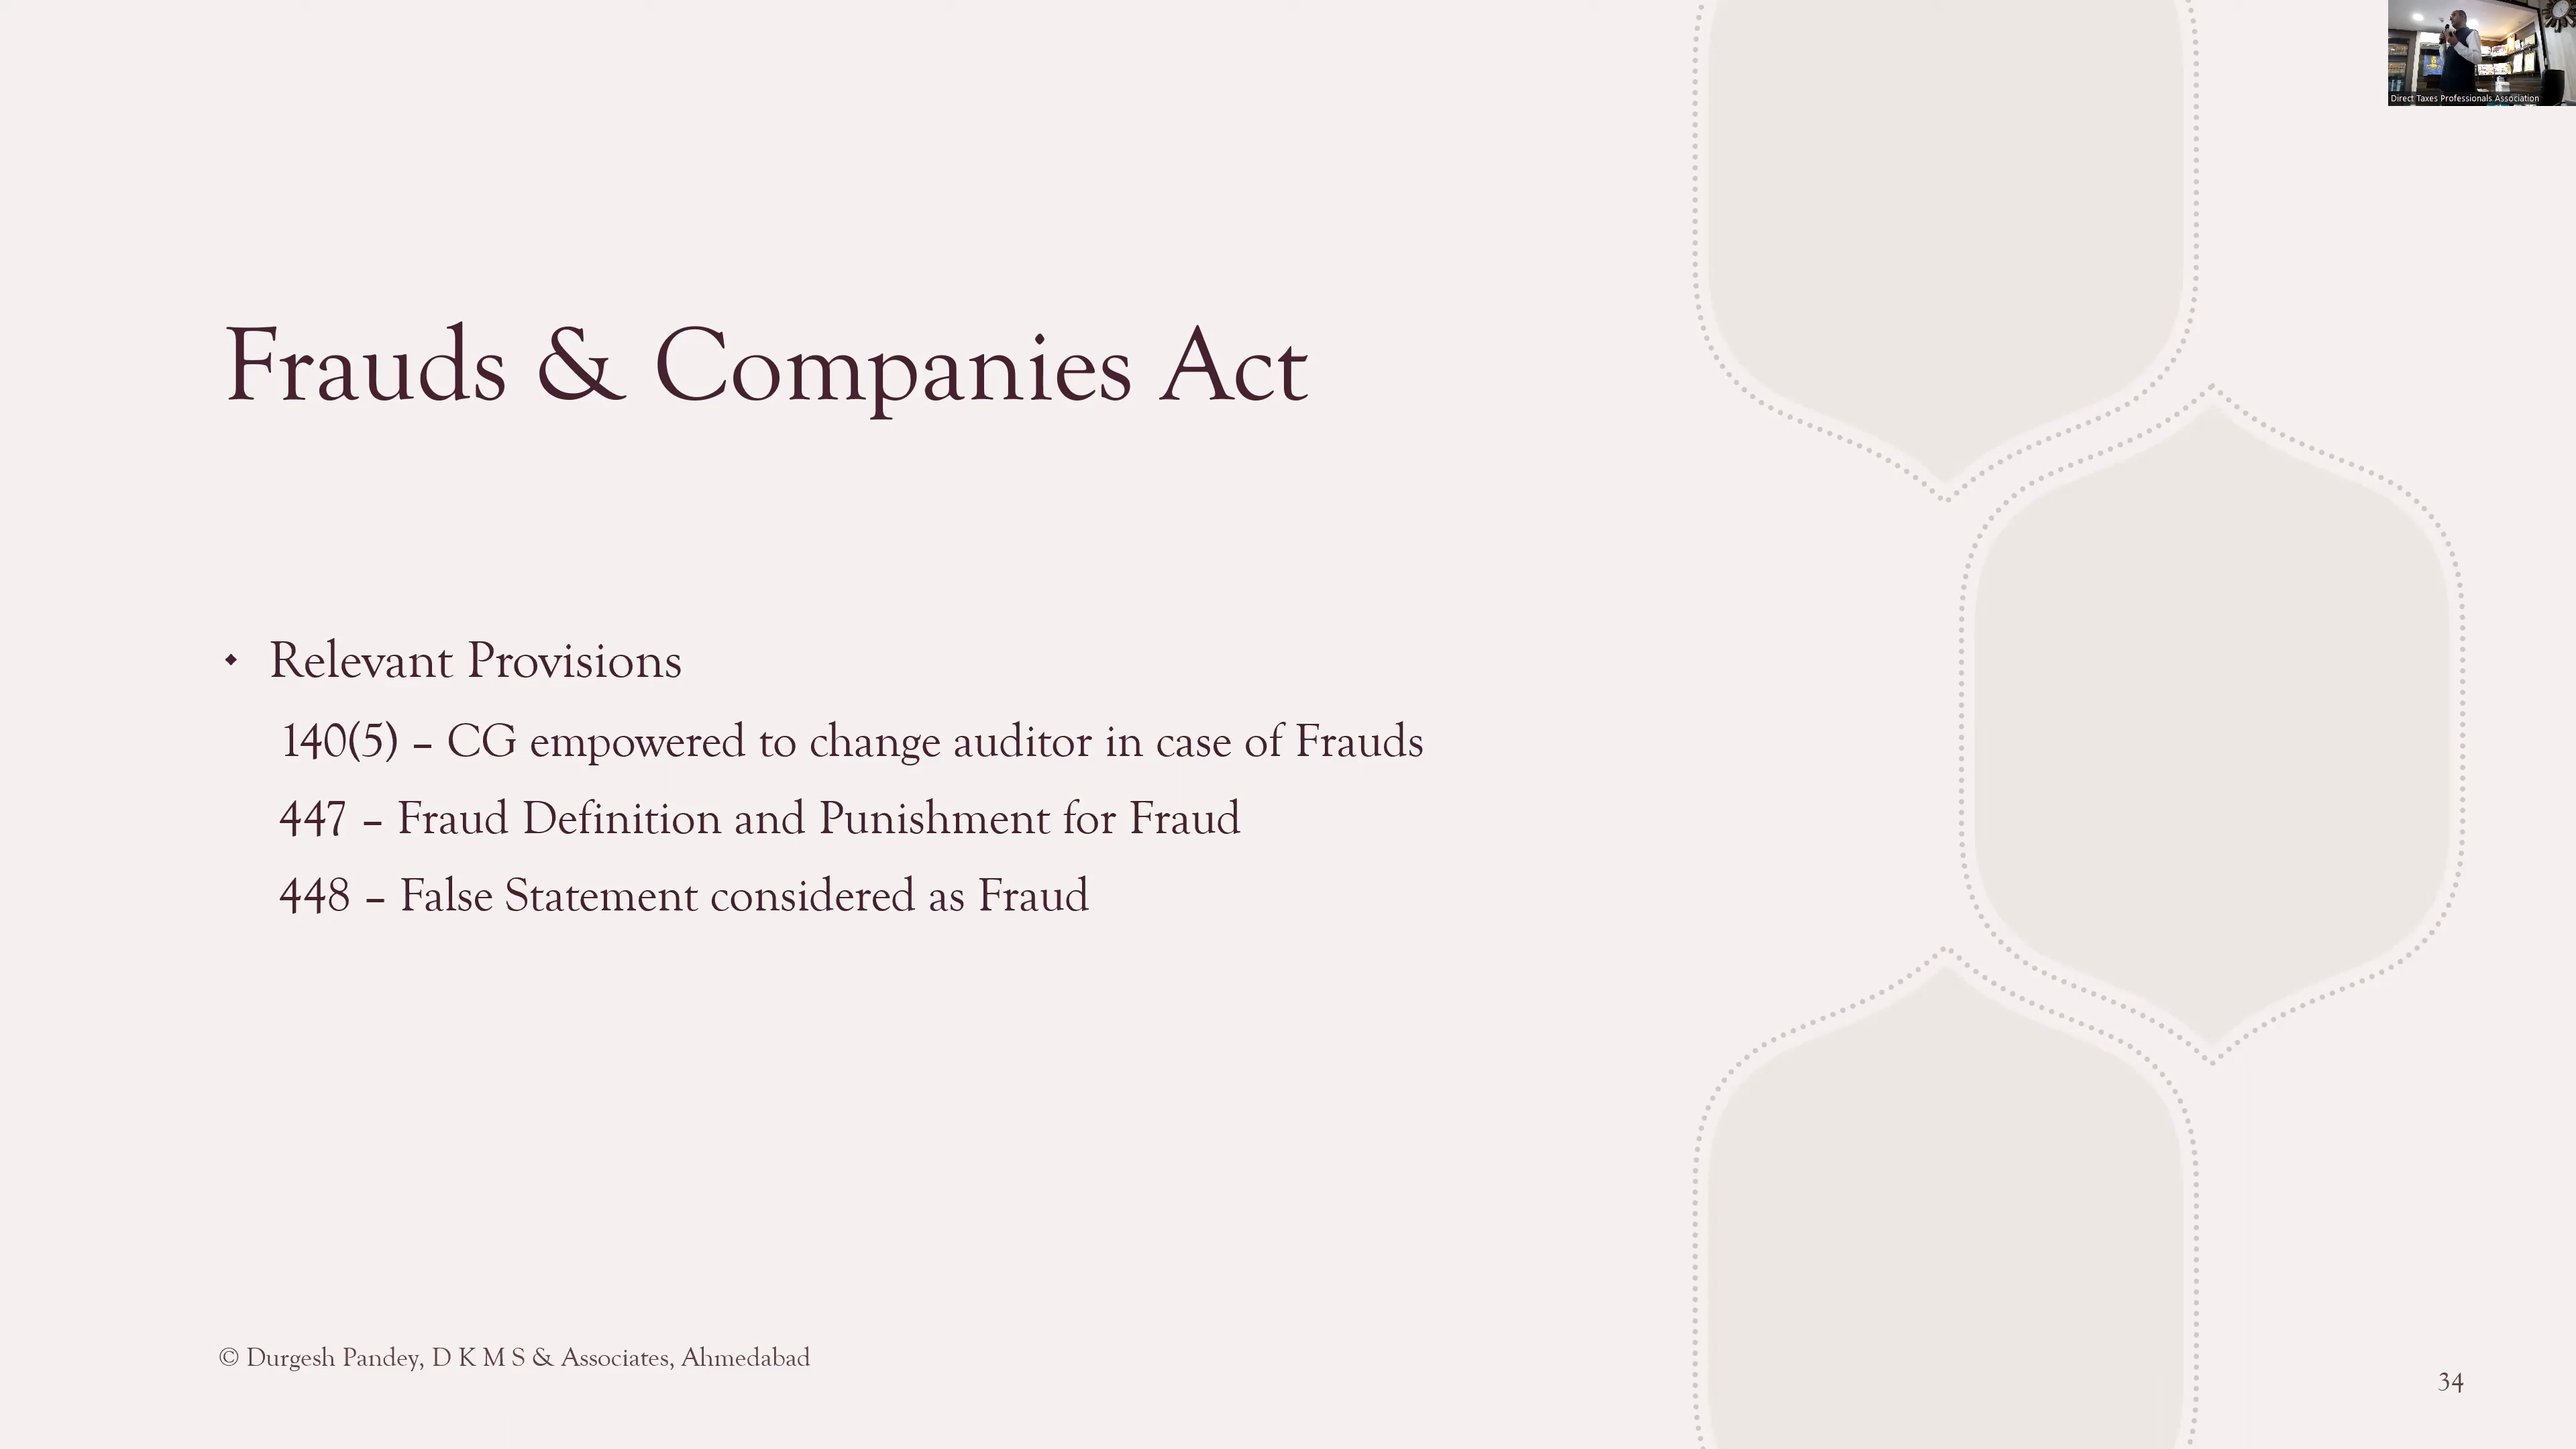 Direct Taxes Professionals Association
Frauds & Companies Act
Relevant Provisions
140(5) – CG empowered to change auditor in case of Frauds
447 – Fraud Definition and Punishment for Fraud
448 – False Statement considered as Fraud
© Durgesh Pandey, D K M S & Associates, Ahmedabad
34